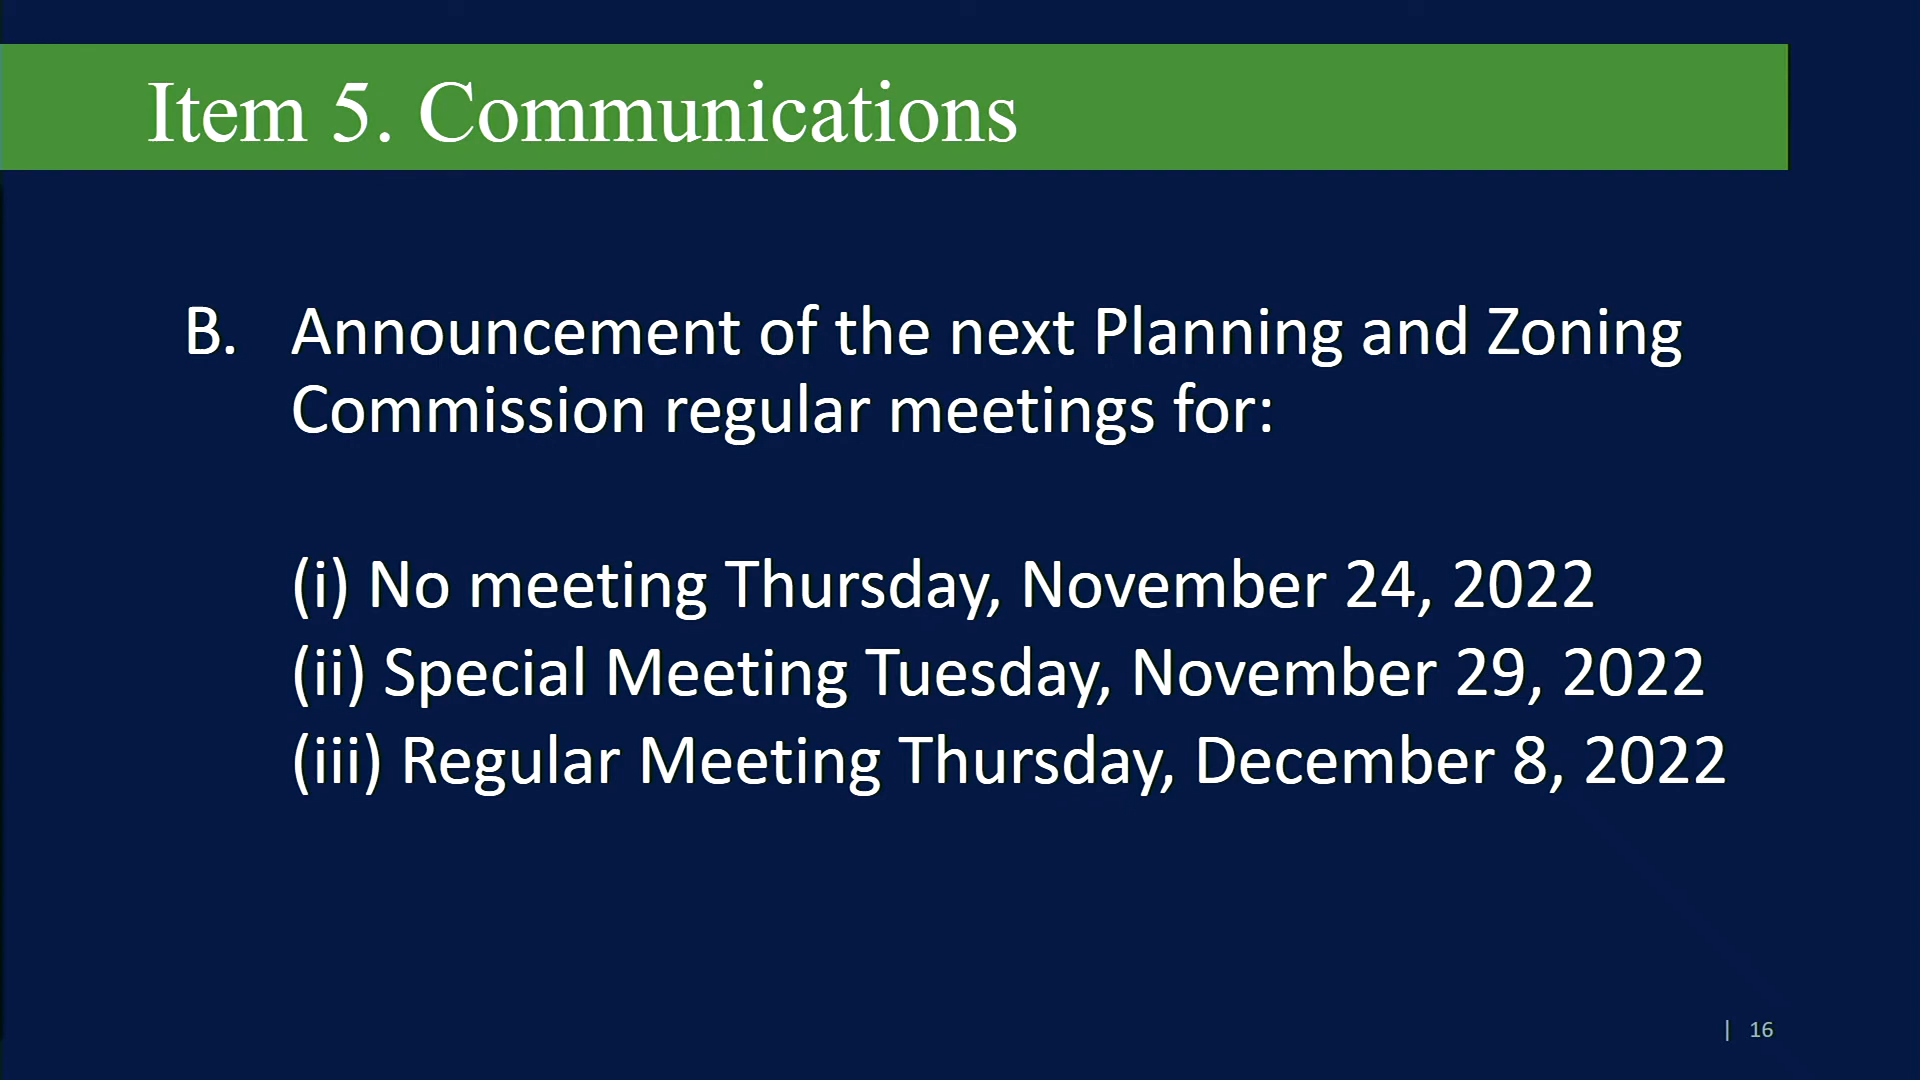 Item 5. Communications
B. Announcement of the next Planning and Zoning
Commission regular meetings for:
(i) No meeting Thursday, November 24, 2022
(ii) Special Meeting Tuesday, November 29, 2022
(iii) Regular Meeting Thursday, December 8, 2022
| 16